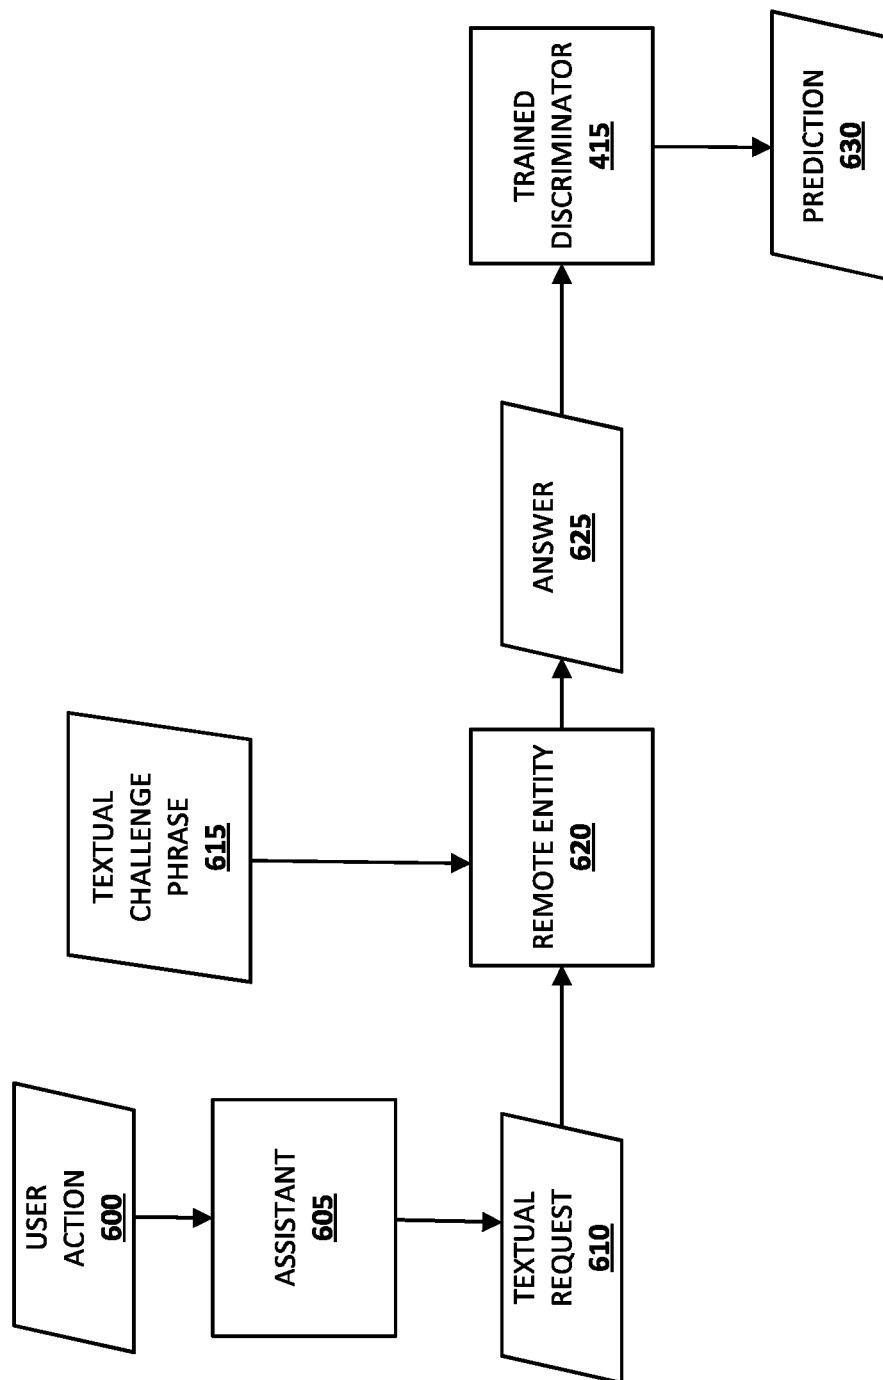 USER
ACTION
600
ASSISTANT
605
TEXTUAL
REQUEST
610
TEXTUAL
CHALLENGE
PHRASE
615
REMOTE ENTITY
620
ANSWER
625
TRAINED
DISCRIMINATOR
415
PREDICTION
630